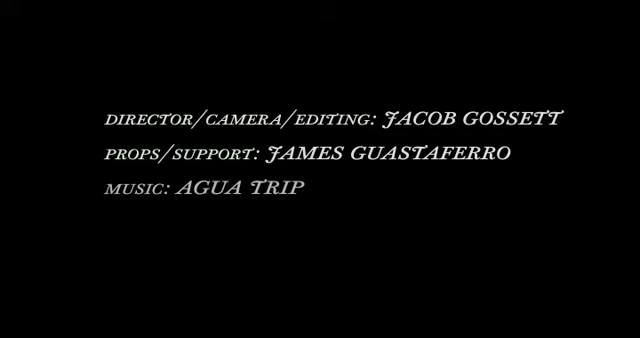 DIRECTOR/CAMERA/EDITING: JACOB GOSSETT
PROPS/SUPPORT: JAMES GUASTAFERRO
MUSIC: AGUA TRIP